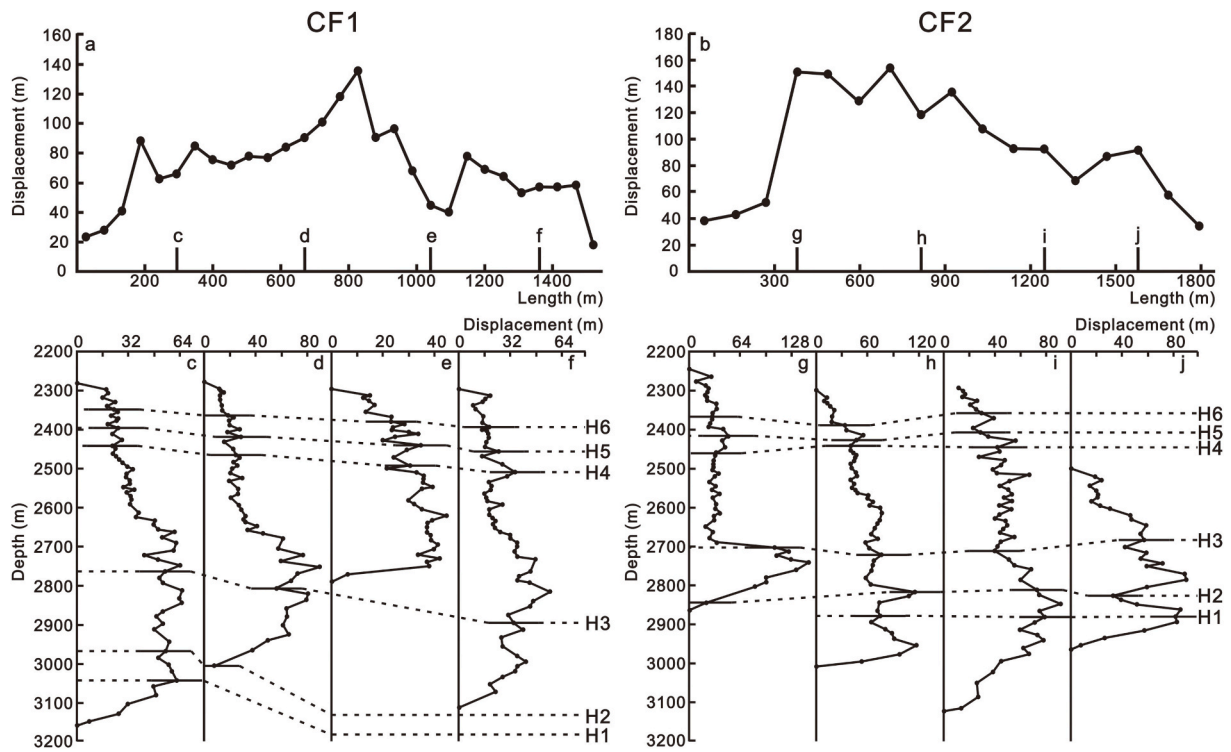 CF1
CF2
a
Displacement (m)
160
140
120
100
80
60
40
20
0
c
d
e
f
200
400
600
800
1000
1200
1400
Length (m)
b
Displacement (m)
180
160
140
120
100
80
60
40
20
0
g
h
i
j
300
600
900
1200
1500
1800
Length (m)
Displacement (m)
0 32 64 0 40 80 0 20 40 0 32 64
c d e f
Depth (m)
2200
2300
2400
2500
2600
2700
2800
2900
3000
3100
3200
H6
H5
H4
H3
H2
H1
Displacement (m)
0 64 128 0 60 120 0 40 80 0 40 80
g h i j
2200
2300
2400
2500
2600
2700
2800
2900
3000
3100
3200
H6
H5
H4
H3
H2
H1